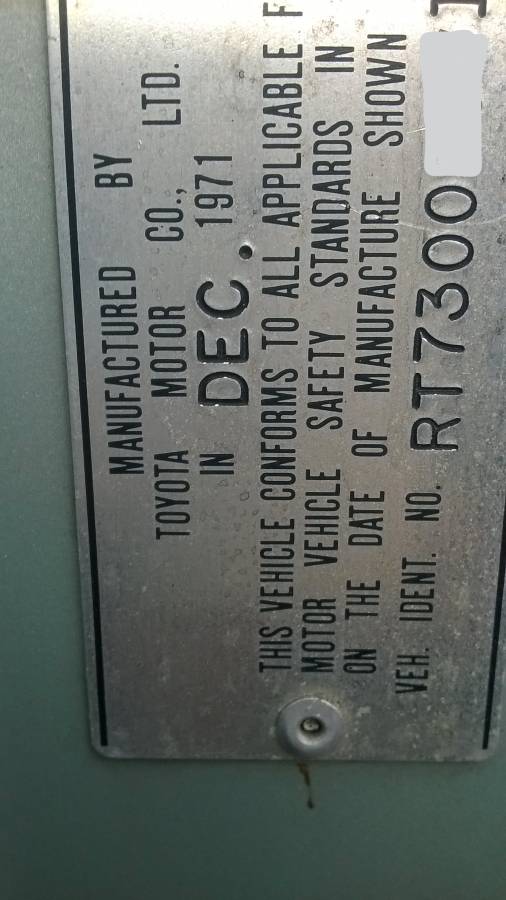 MANUFACTURED BY
TOYOTA MOTOR CO., LTD.
IN DEC. 1971
THIS VEHICLE CONFORMS TO ALL APPLICABLE F
MOTOR VEHICLE SAFETY STANDARDS IN
ON THE DATE OF MANUFACTURE SHOWN
VEH. IDENT. NO. RT7300